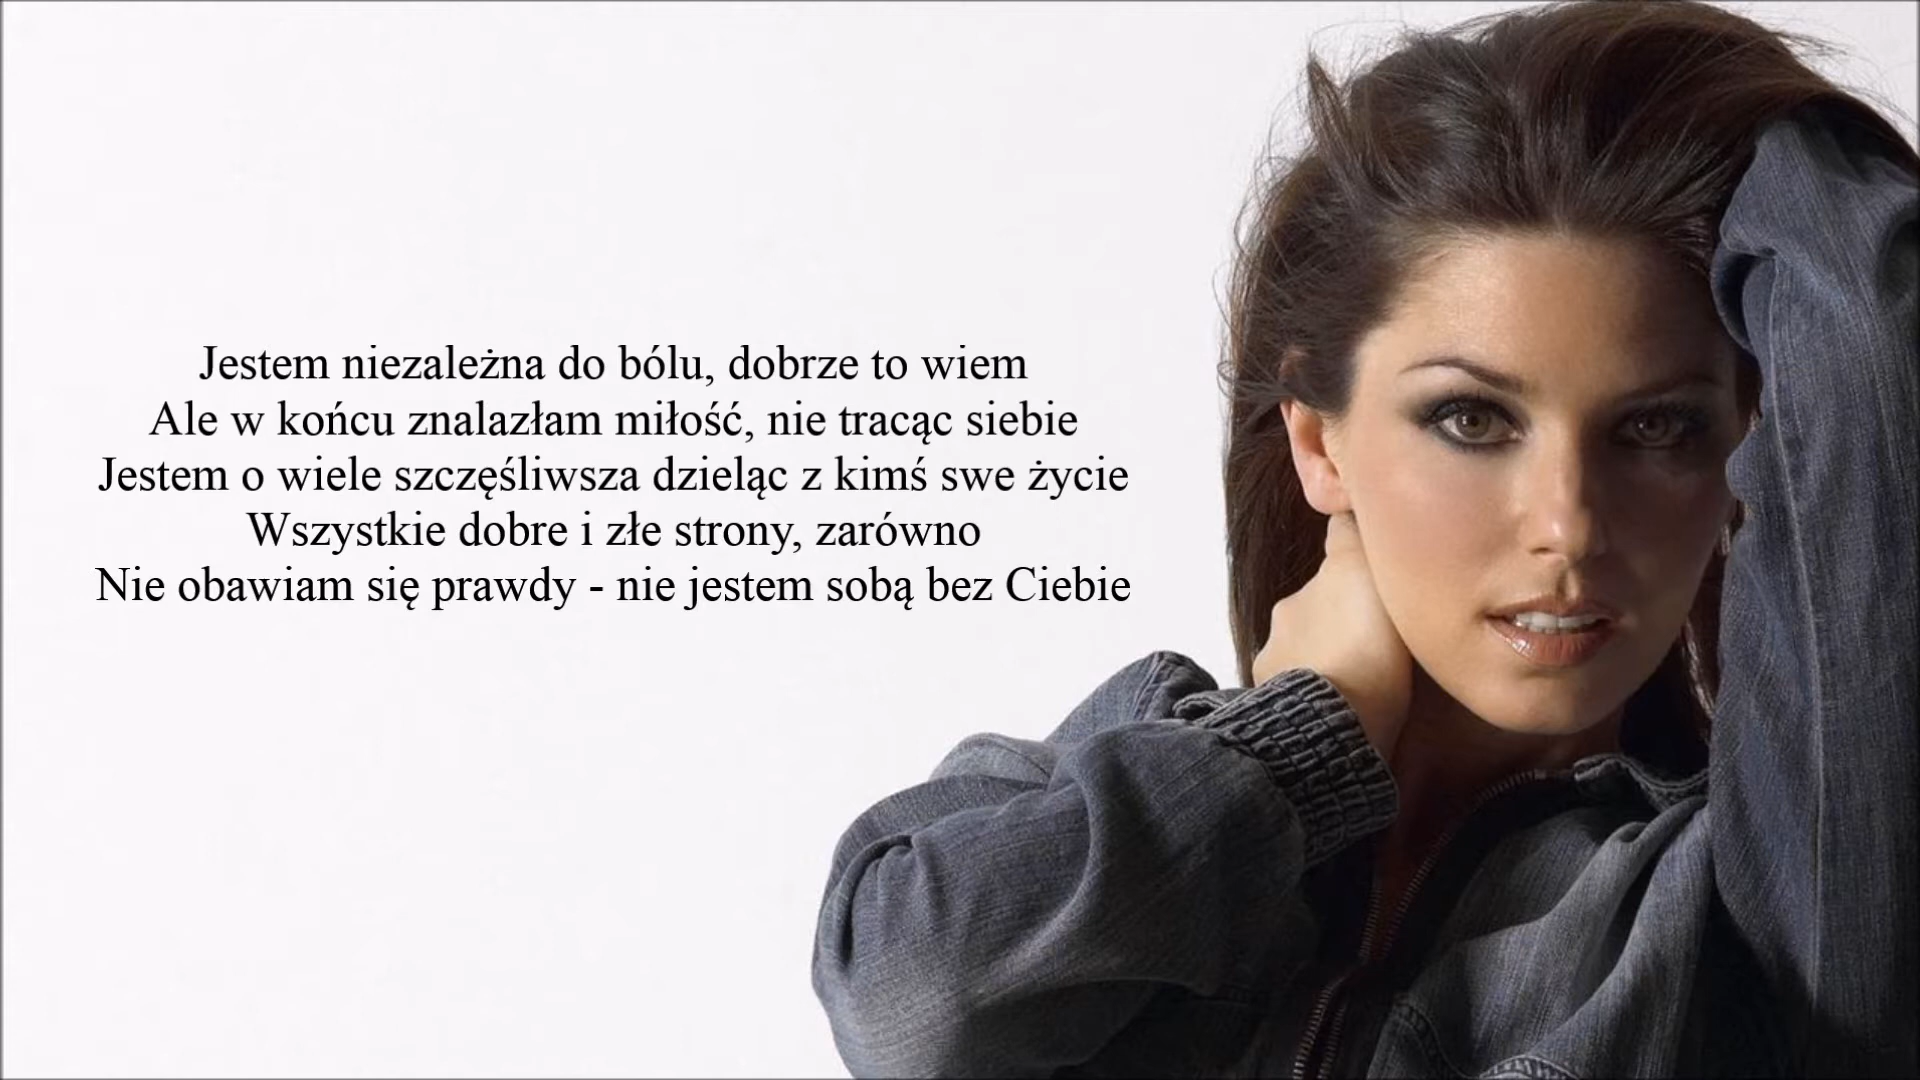 Jestem niezależna do bólu, dobrze to wiem
Ale w końcu znalazłam miłość, nie tracąc siebie
Jestem o wiele szczęśliwsza dzieląc z kimś swe życie
Wszystkie dobre i złe strony, zarówno
Nie obawiam się prawdy - nie jestem sobą bez Ciebie